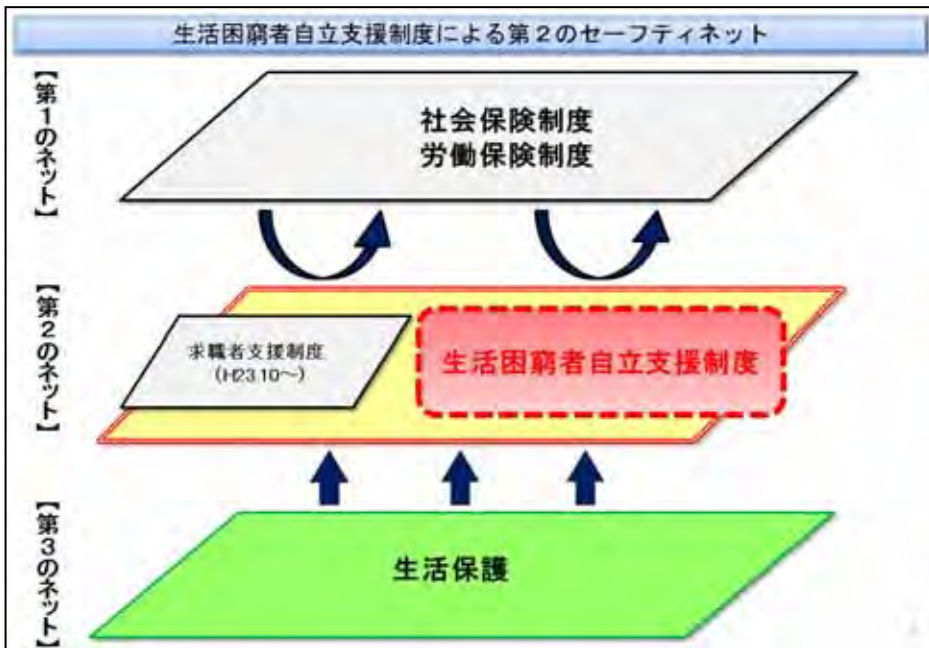 生活困窮者自立支援制度による第2のセーフティネット
【第1のネット】
社会保険制度
労働保険制度
【第2のネット】
求職者支援制度
(H23.10～)
生活困窮者自立支援制度
【第3のネット】
生活保護